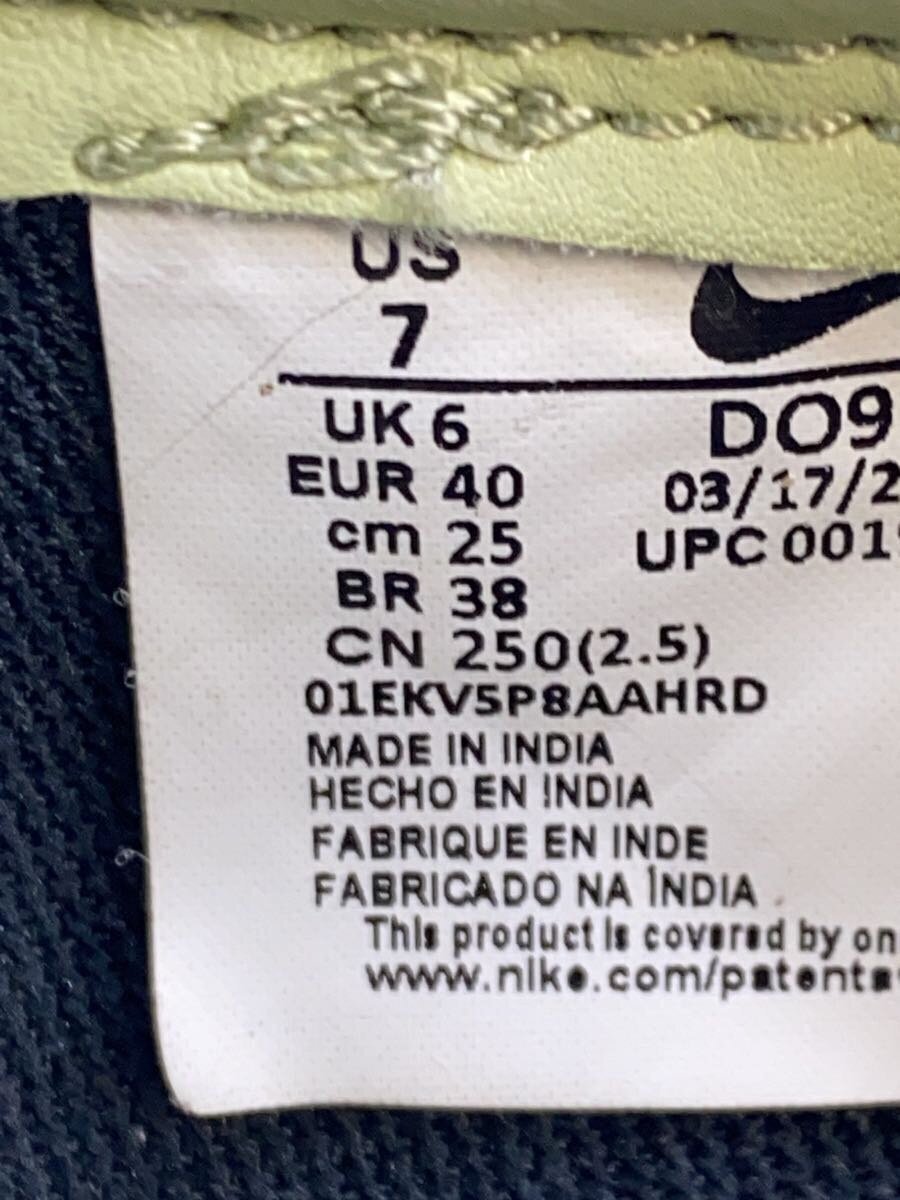 US
7
UK 6
EUR 40
cm 25
BR 38
CN 250(2.5)
DO9
03/17/2
UPC 001
01EKV5P8AAHRD
MADE IN INDIA
HECHO EN INDIA
FABRIQUE EN INDE
FABRICADO NA ÍNDIA
This product is covered by on
www.nike.com/patents